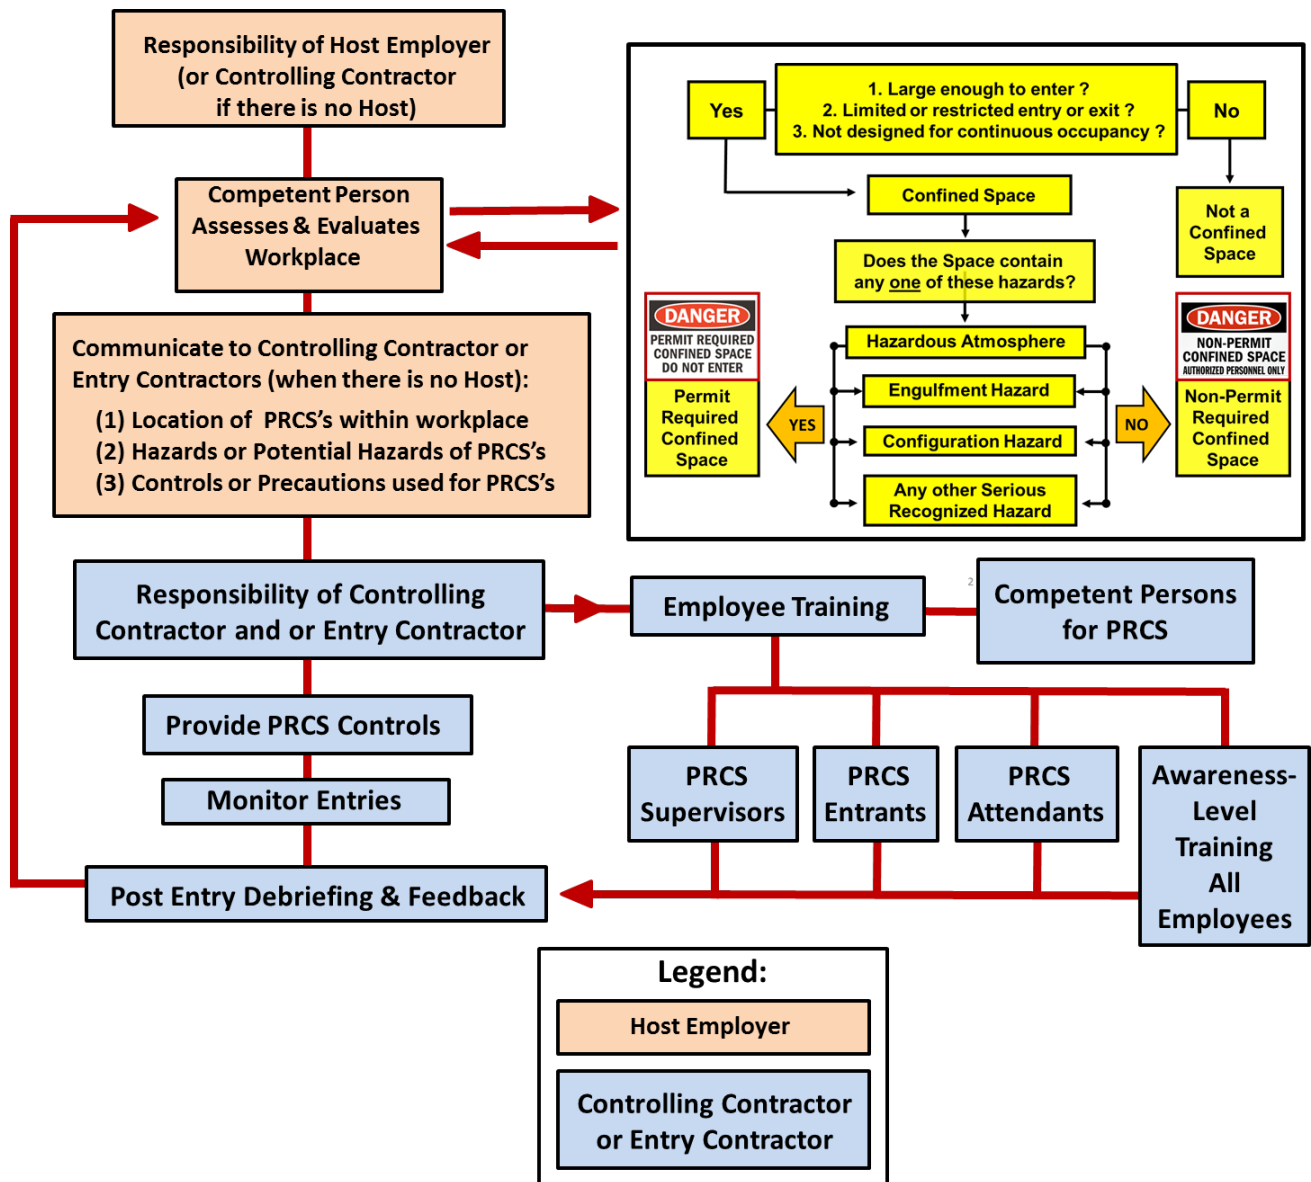 Responsibility of Host Employer
(or Controlling Contractor
if there is no Host)
Competent Person
Assesses & Evaluates
Workplace
Communicate to Controlling Contractor or
Entry Contractors (when there is no Host):
(1) Location of PRCS’s within workplace
(2) Hazards or Potential Hazards of PRCS’s
(3) Controls or Precautions used for PRCS’s
Yes
1. Large enough to enter ?
2. Limited or restricted entry or exit ?
3. Not designed for continuous occupancy ?
No
Confined Space
Not a
Confined
Space
Does the Space contain
any one of these hazards?
DANGER
PERMIT REQUIRED
CONFINED SPACE
DO NOT ENTER
Permit
Required
Confined
Space
YES
Hazardous Atmosphere
Engulfment Hazard
Configuration Hazard
Any other Serious
Recognized Hazard
NO
DANGER
NON-PERMIT
CONFINED SPACE
AUTHORIZED PERSONNEL ONLY
Non-Permit
Required
Confined
Space
Responsibility of Controlling
Contractor and or Entry Contractor
Employee Training
2
Competent Persons
for PRCS
Provide PRCS Controls
Monitor Entries
Post Entry Debriefing & Feedback
PRCS
Supervisors
PRCS
Entrants
PRCS
Attendants
Awareness-
Level
Training
All
Employees
Legend:
Host Employer
Controlling Contractor
or Entry Contractor